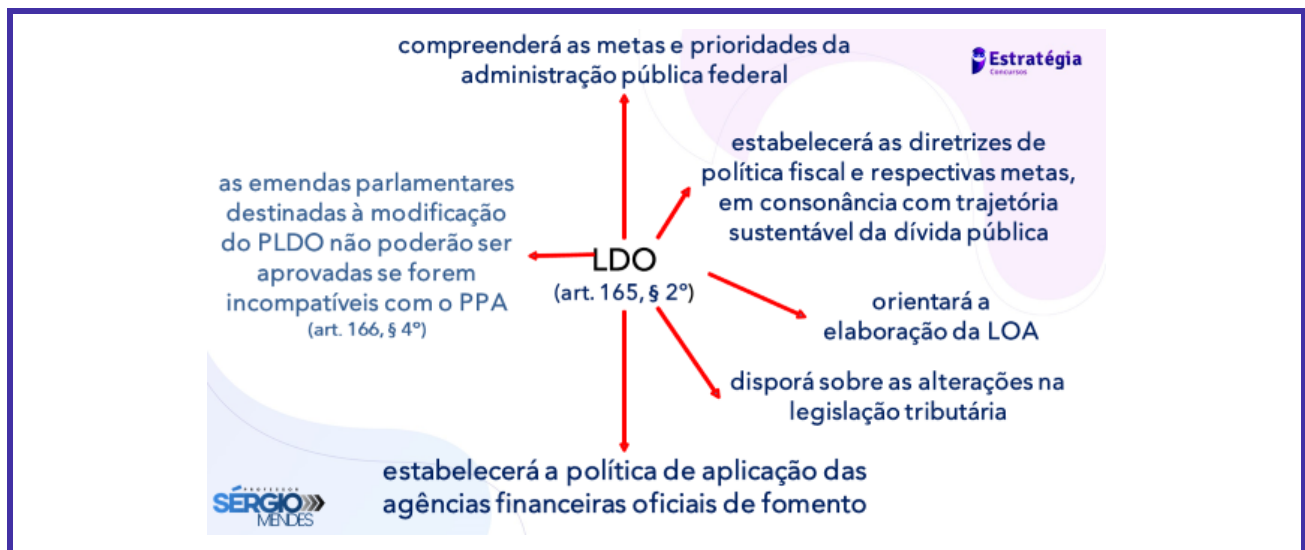 compreenderá as metas e prioridades da
administração pública federal
Estratégia
Concursos
estabelecerá as diretrizes de
política fiscal e respectivas metas,
em consonância com trajetória
sustentável da dívida pública
as emendas parlamentares
destinadas à modificação
do PLDO não poderão ser
aprovadas se forem
incompatíveis com o PPA
(art. 166, § 4º)
LDO
(art. 165, § 2º)
orientará a
elaboração da LOA
disporá sobre as alterações na
legislação tributária
estabelecerá a política de aplicação das
agências financeiras oficiais de fomento
PROFESSOR
SÉRGIO
MENDES